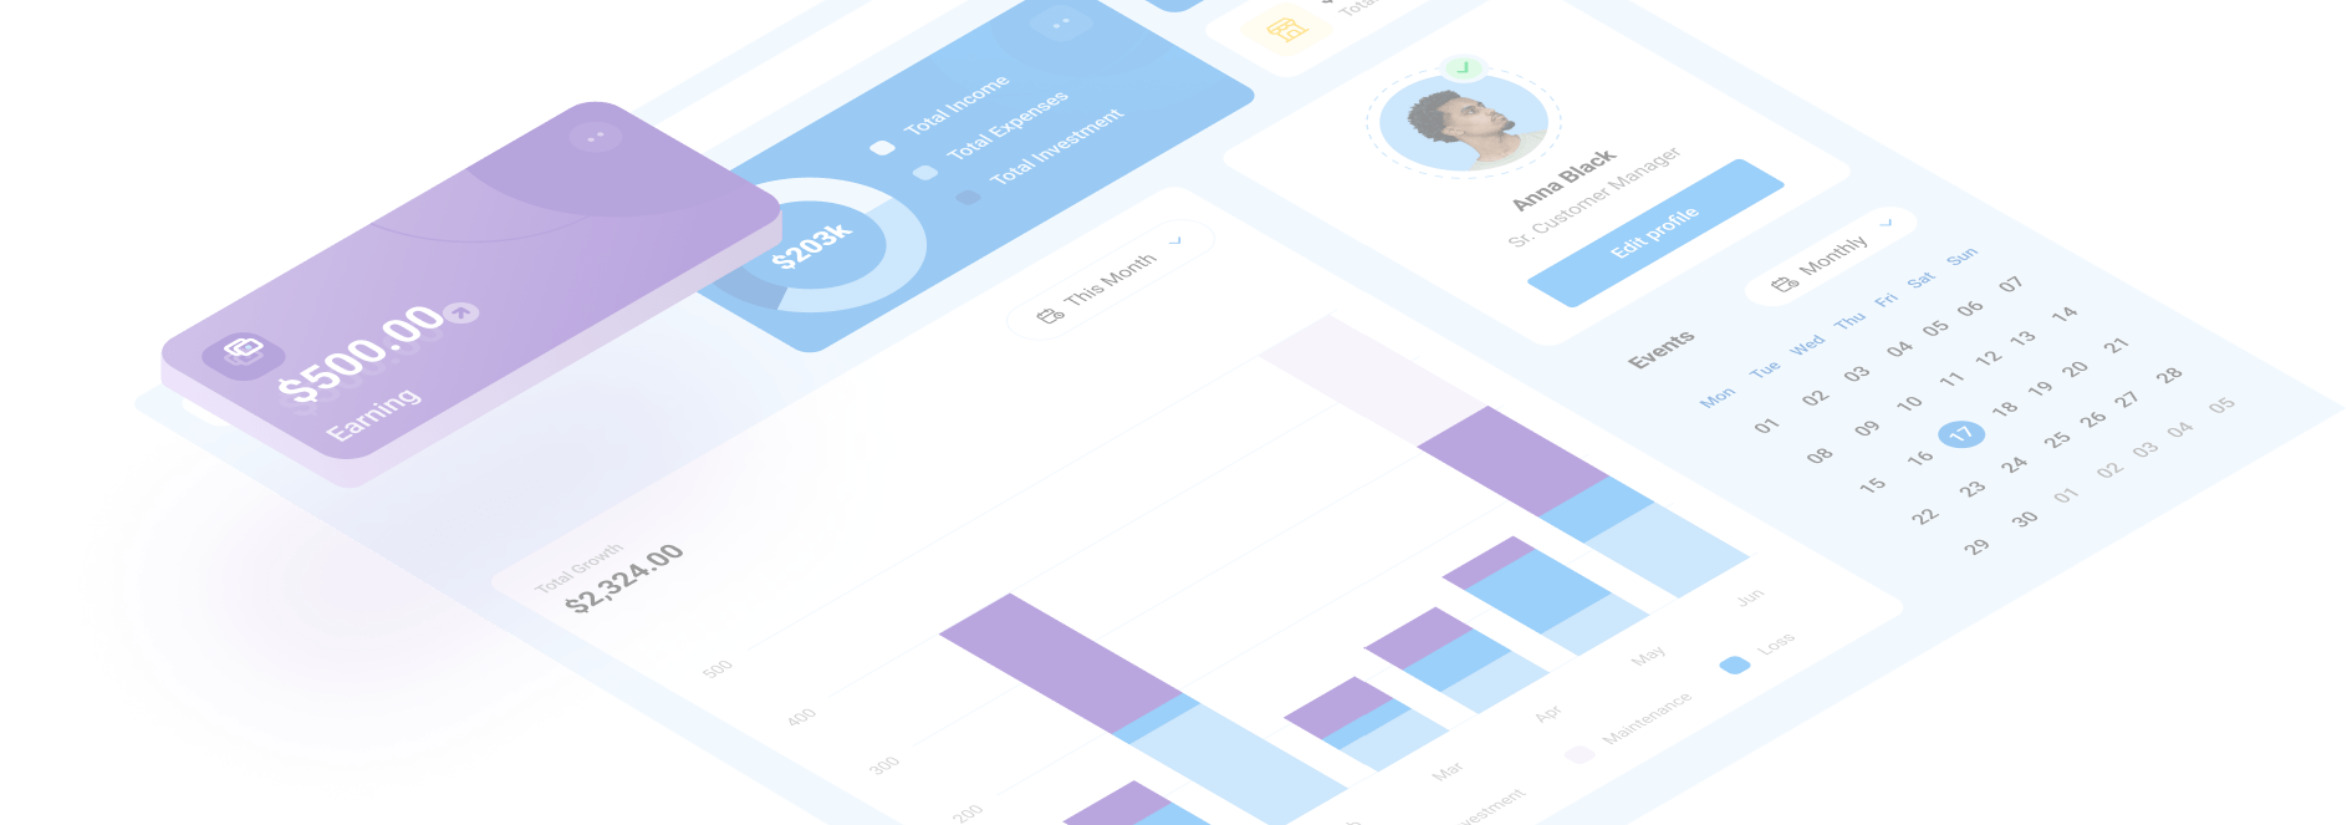 $500.00
Earning
$203k
Total Income
Total Expenses
Total Investment
Anna Black
Sr. Customer Manager
Edit profile
This Month
Total Growth
$2,324.00
500
400
300
200
Mar
Apr
May
Jun
Maintenance
Loss
Events
Monthly
Mon Tue Wed Thu Fri Sat Sun
01 02 03 04 05 06 07
08 09 10 11 12 13 14
15 16 17 18 19 20 21
22 23 24 25 26 27 28
29 30 01 02 03 04 05